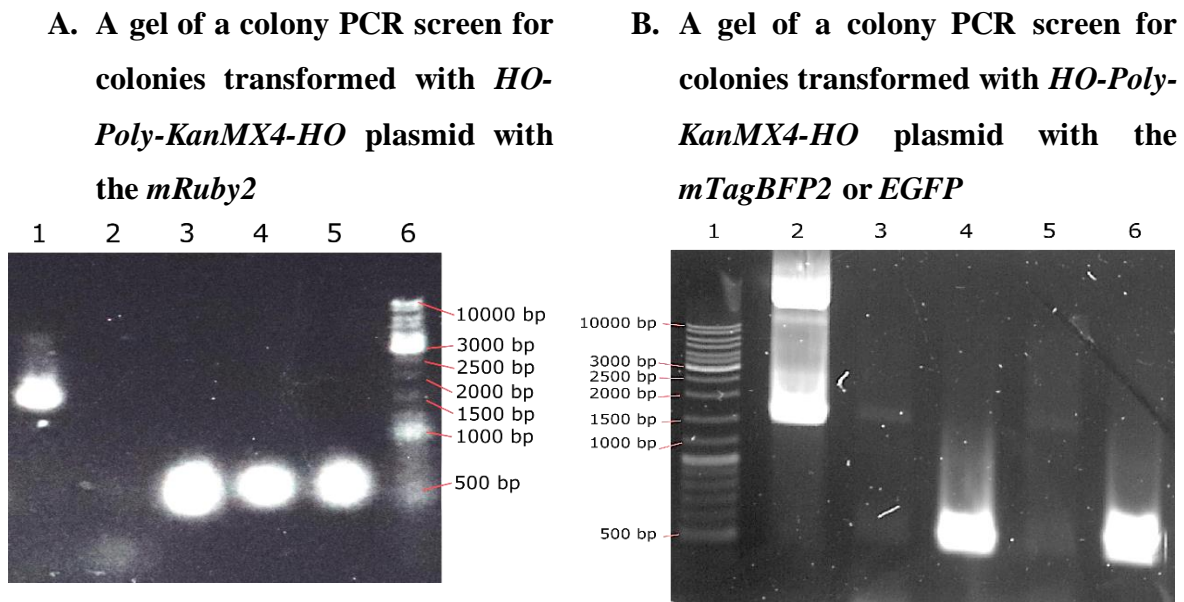 A. A gel of a colony PCR screen for
colonies transformed with HO-
Poly-KanMX4-HO plasmid with
the mRuby2
1 2 3 4 5 6
10000 bp
3000 bp
2500 bp
2000 bp
1500 bp
1000 bp
500 bp
B. A gel of a colony PCR screen for
colonies transformed with HO-Poly-
KanMX4-HO plasmid with the
mTagBFP2 or EGFP
1 2 3 4 5 6
10000 bp
3000 bp
2500 bp
2000 bp
1500 bp
1000 bp
500 bp